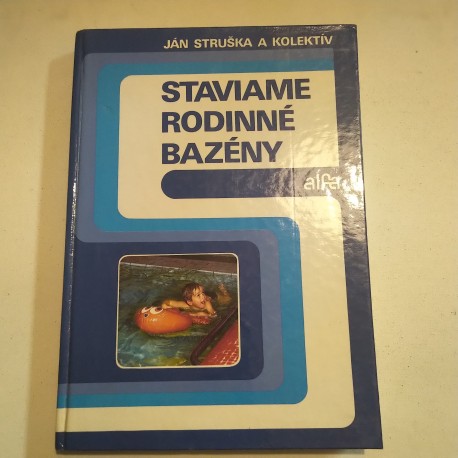 JÁN STRUŠKA A KOLEKTÍV
STAVIAME
RODINNÉ
BAZÉNY
alfa